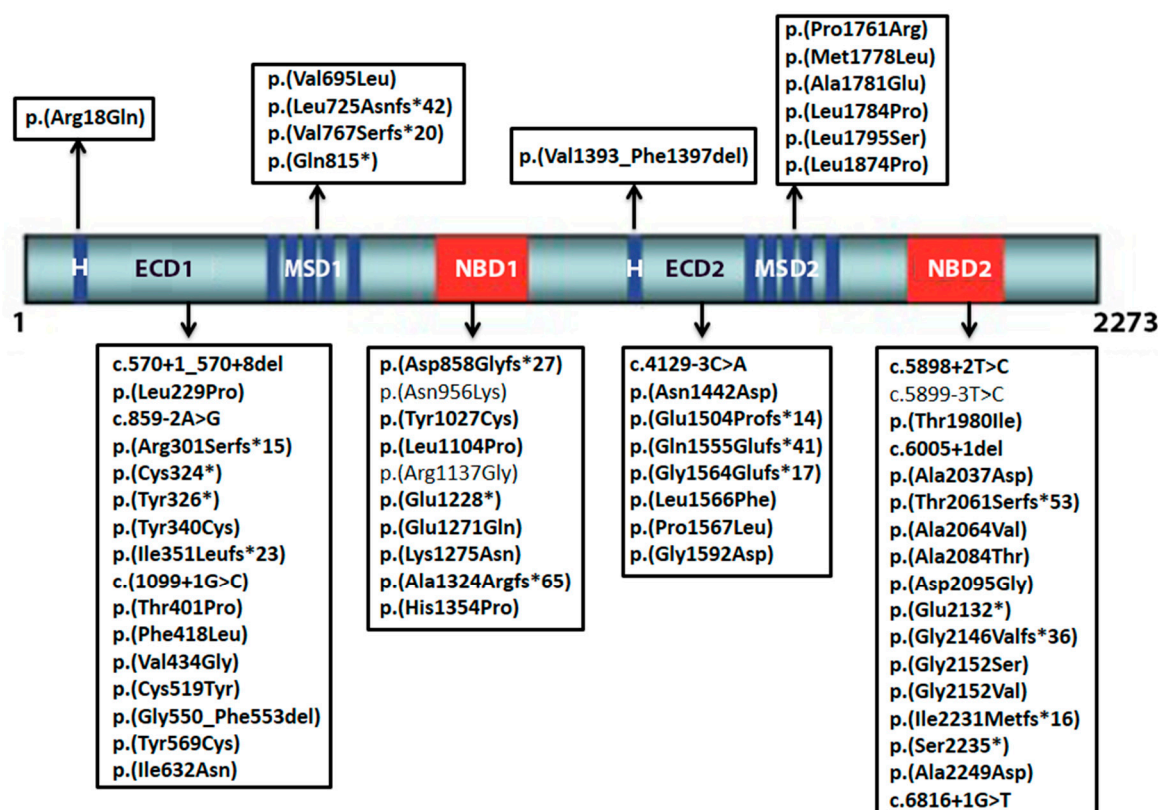 p.(Arg18Gln)
p.(Val695Leu)
p.(Leu725Asnfs*42)
p.(Val767Serfs*20)
p.(Gln815*)
p.(Val1393_Phe1397del)
p.(Pro1761Arg)
p.(Met1778Leu)
p.(Ala1781Glu)
p.(Leu1784Pro)
p.(Leu1795Ser)
p.(Leu1874Pro)
H ECD1 MSD1 NBD1 H ECD2 MSD2 NBD2
1 2273
c.570+1_570+8del
p.(Leu229Pro)
c.859-2A>G
p.(Arg301Serfs*15)
p.(Cys324*)
p.(Tyr326*)
p.(Tyr340Cys)
p.(Ile351Leufs*23)
c.(1099+1G>C)
p.(Thr401Pro)
p.(Phe418Leu)
p.(Val434Gly)
p.(Cys519Tyr)
p.(Gly550_Phe553del)
p.(Tyr569Cys)
p.(Ile632Asn)
p.(Asp858Glyfs*27)
p.(Asn956Lys)
p.(Tyr1027Cys)
p.(Leu1104Pro)
p.(Arg1137Gly)
p.(Glu1228*)
p.(Glu1271Gln)
p.(Lys1275Asn)
p.(Ala1324Argfs*65)
p.(His1354Pro)
c.4129-3C>A
p.(Asn1442Asp)
p.(Glu1504Profs*14)
p.(Gln1555Glufs*41)
p.(Gly1564Glufs*17)
p.(Leu1566Phe)
p.(Pro1567Leu)
p.(Gly1592Asp)
c.5898+2T>C
c.5899-3T>C
p.(Thr1980Ile)
c.6005+1del
p.(Ala2037Asp)
p.(Thr2061Serfs*53)
p.(Ala2064Val)
p.(Ala2084Thr)
p.(Asp2095Gly)
p.(Glu2132*)
p.(Gly2146Valfs*36)
p.(Gly2152Ser)
p.(Gly2152Val)
p.(Ile2231Metfs*16)
p.(Ser2235*)
p.(Ala2249Asp)
c.6816+1G>T